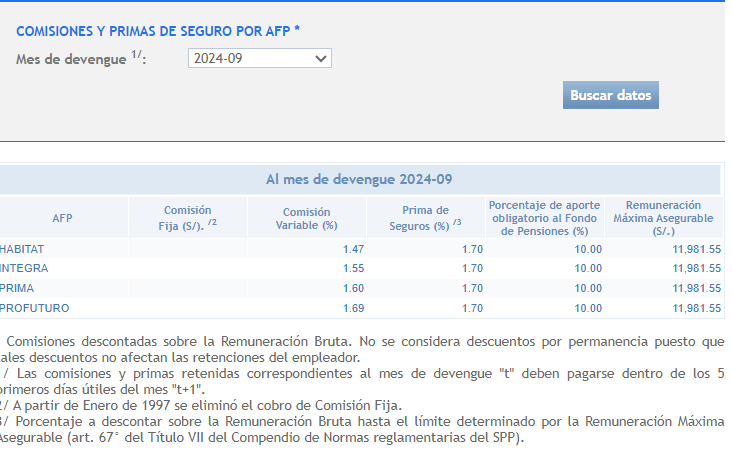 COMISIONES Y PRIMAS DE SEGURO POR AFP *
Mes de devengue 1/: 2024-09
Buscar datos
Al mes de devengue 2024-09
AFP Comisión Fija (S/). /2 Comisión Variable (%) Prima de Seguros (%) /3 Porcentaje de aporte obligatorio al Fondo de Pensiones (%) Remuneración Máxima Asegurable (S/.)
HABITAT 1.47 1.70 10.00 11,981.55
INTEGRA 1.55 1.70 10.00 11,981.55
PRIMA 1.60 1.70 10.00 11,981.55
PROFUTURO 1.69 1.70 10.00 11,981.55
Comisiones descontadas sobre la Remuneración Bruta. No se considera descuentos por permanencia puesto que
ales descuentos no afectan las retenciones del empleador.
/ Las comisiones y primas retenidas correspondientes al mes de devengue "t" deben pagarse dentro de los 5
rimeros días útiles del mes "t+1".
2/ A partir de Enero de 1997 se eliminó el cobro de Comisión Fija.
3/ Porcentaje a descontar sobre la Remuneración Bruta hasta el límite determinado por la Remuneración Máxima
Asegurable (art. 67° del Título VII del Compendio de Normas reglamentarias del SPP).